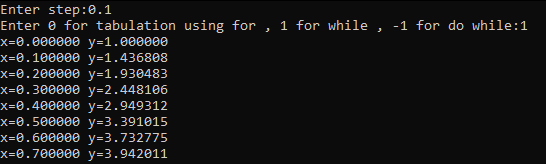 Enter step:0.1
Enter 0 for tabulation using for , 1 for while , -1 for do while:1
x=0.000000 y=1.000000
x=0.100000 y=1.436808
x=0.200000 y=1.930483
x=0.300000 y=2.448106
x=0.400000 y=2.949312
x=0.500000 y=3.391015
x=0.600000 y=3.732775
x=0.700000 y=3.942011